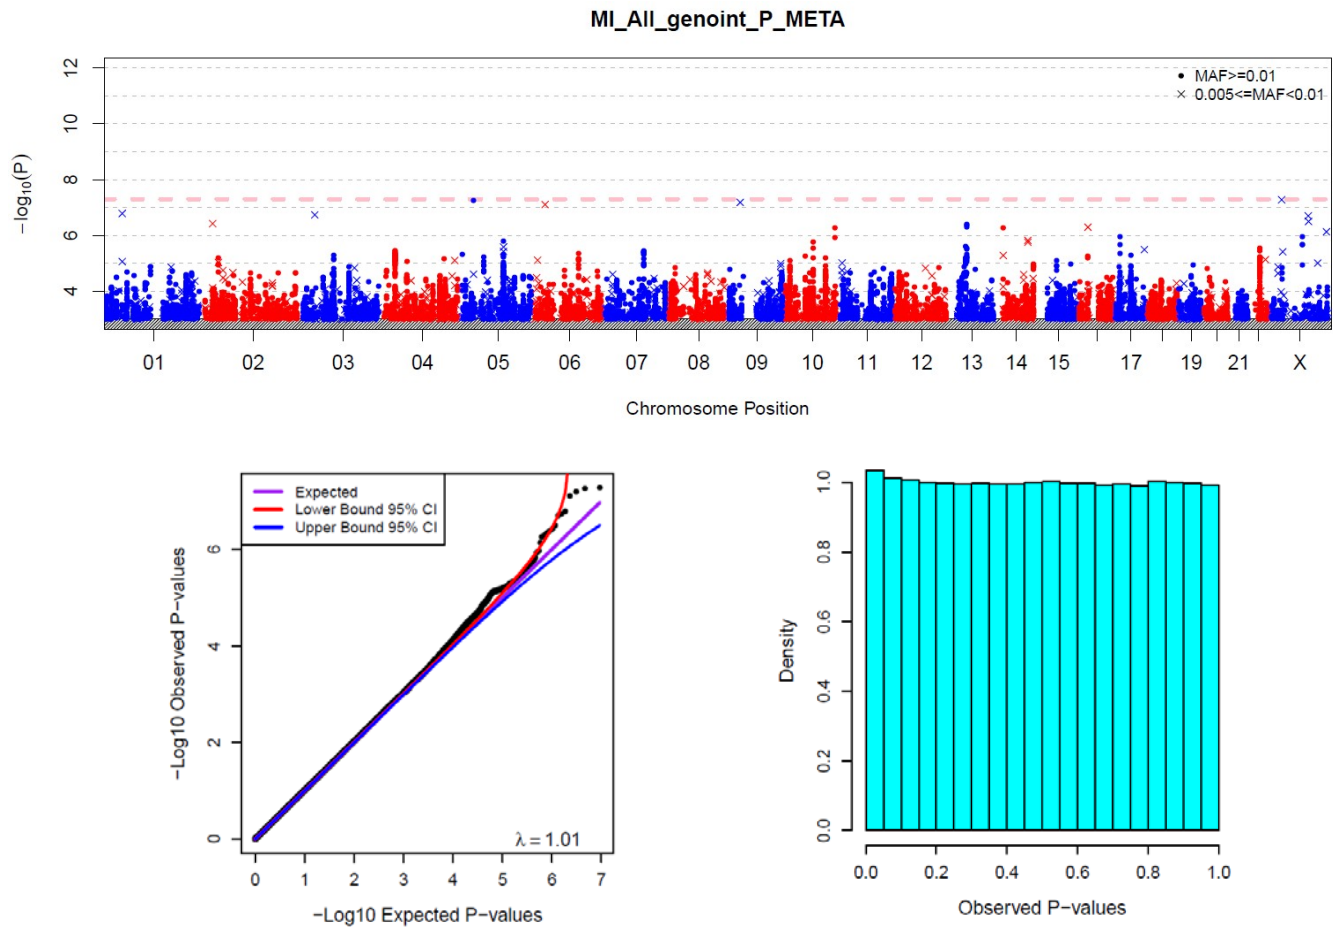 MI_All_genoint_P_META
12
10
8
6
4
−log10(P)
MAF>=0.01
0.005<=MAF<0.01
01 02 03 04 05 06 07 08 09 10 11 12 13 14 15 17 19 21 X
Chromosome Position
Expected
Lower Bound 95% CI
Upper Bound 95% CI
−Log10 Observed P−values
6
4
2
0
λ = 1.01
0 1 2 3 4 5 6 7
−Log10 Expected P−values
Density
1.0
0.8
0.6
0.4
0.2
0.0
0.0 0.2 0.4 0.6 0.8 1.0
Observed P−values